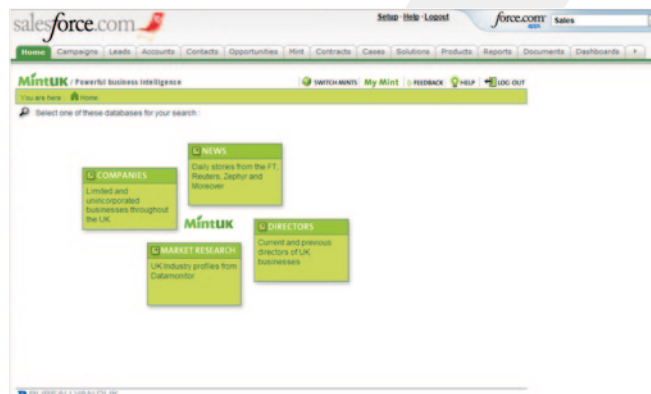 salesforce.com
Setup · Help · Logout
force.com apps Sales
Home Campaigns Leads Accounts Contacts Opportunities Mint Contracts Cases Solutions Products Reports Documents Dashboards
MintUK / Powerful business intelligence
SWITCH MINTS My Mint FEEDBACK HELP LOG OUT
You are here : Home
Select one of these databases for your search :
NEWS
Daily stories from the FT,
Reuters, Zephyr and
Moreover
COMPANIES
Limited and
unincorporated
businesses throughout
the UK
MintUK
DIRECTORS
Current and previous
directors of UK
businesses
MARKET RESEARCH
UK Industry profiles from
Datamonitor